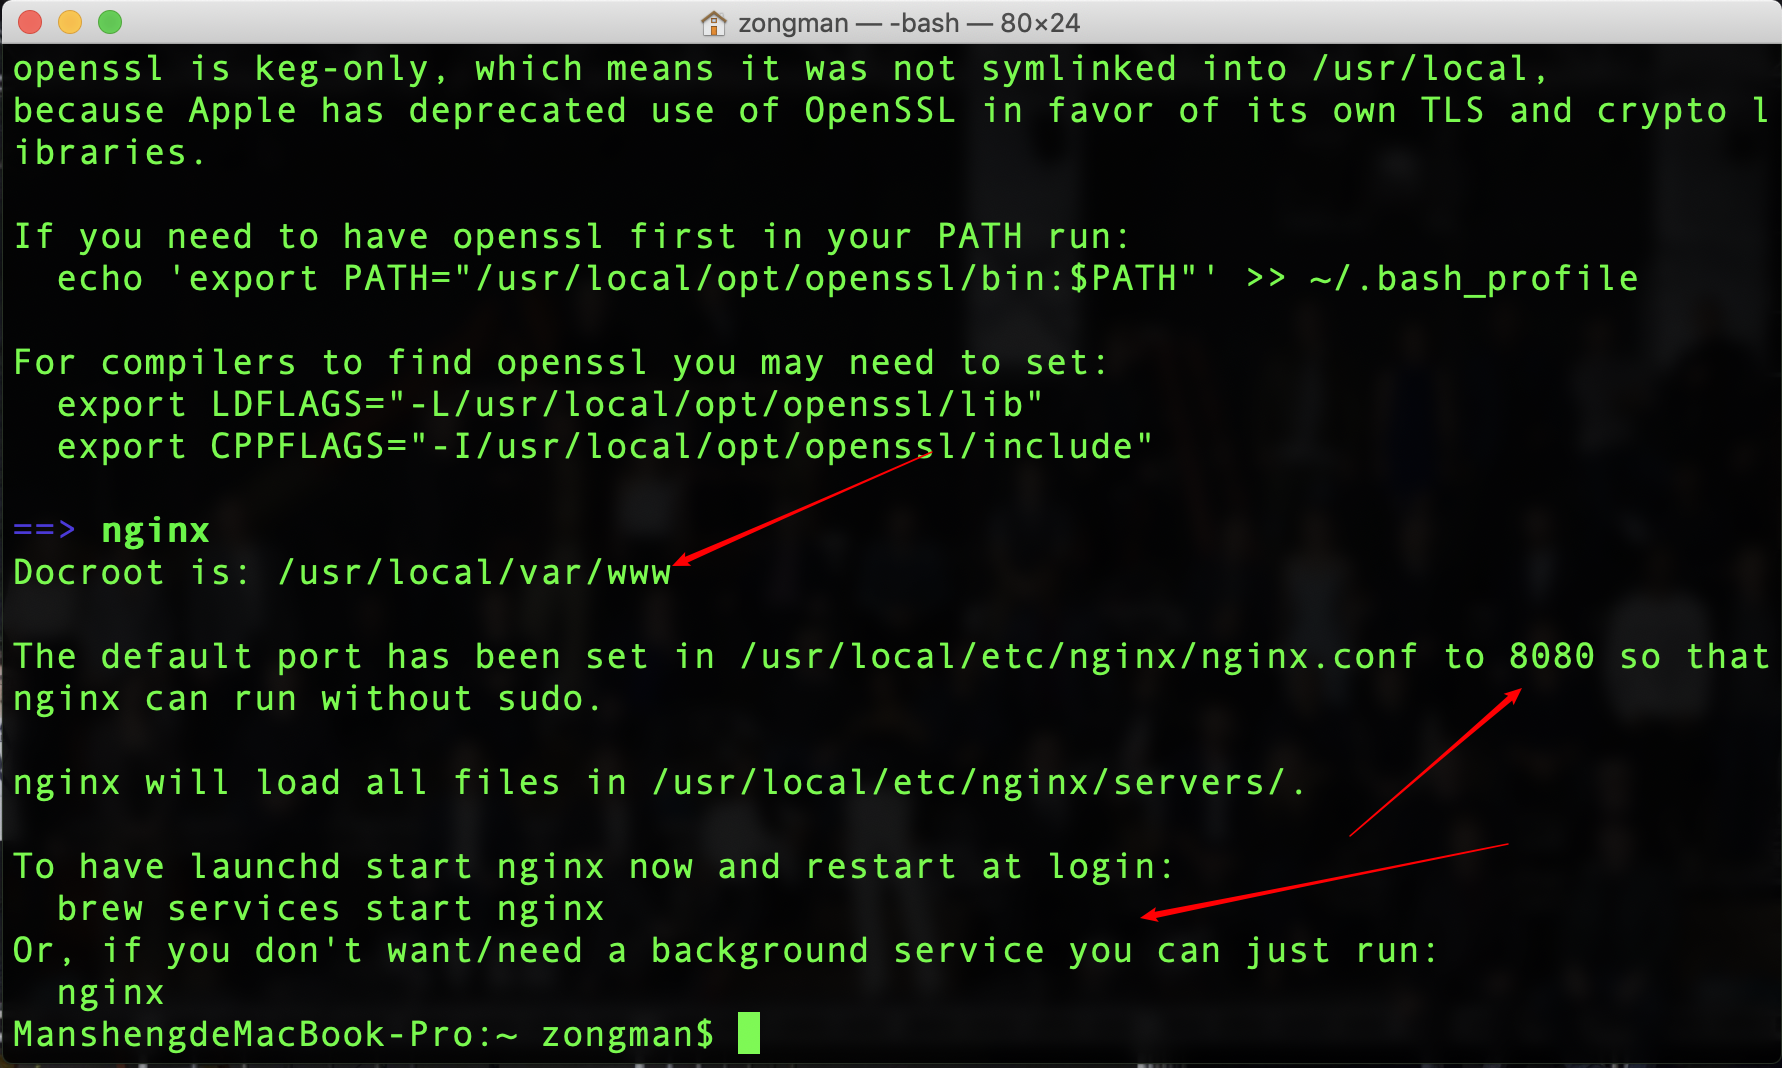 zongman — -bash — 80×24
openssl is keg-only, which means it was not symlinked into /usr/local,
because Apple has deprecated use of OpenSSL in favor of its own TLS and crypto l
ibraries.
If you need to have openssl first in your PATH run:
  echo 'export PATH="/usr/local/opt/openssl/bin:$PATH"' >> ~/.bash_profile
For compilers to find openssl you may need to set:
  export LDFLAGS="-L/usr/local/opt/openssl/lib"
  export CPPFLAGS="-I/usr/local/opt/openssl/include"
==> nginx
Docroot is: /usr/local/var/www
The default port has been set in /usr/local/etc/nginx/nginx.conf to 8080 so that
nginx can run without sudo.
nginx will load all files in /usr/local/etc/nginx/servers/.
To have launchd start nginx now and restart at login:
  brew services start nginx
Or, if you don't want/need a background service you can just run:
  nginx
ManshengdeMacBook-Pro:~ zongman$